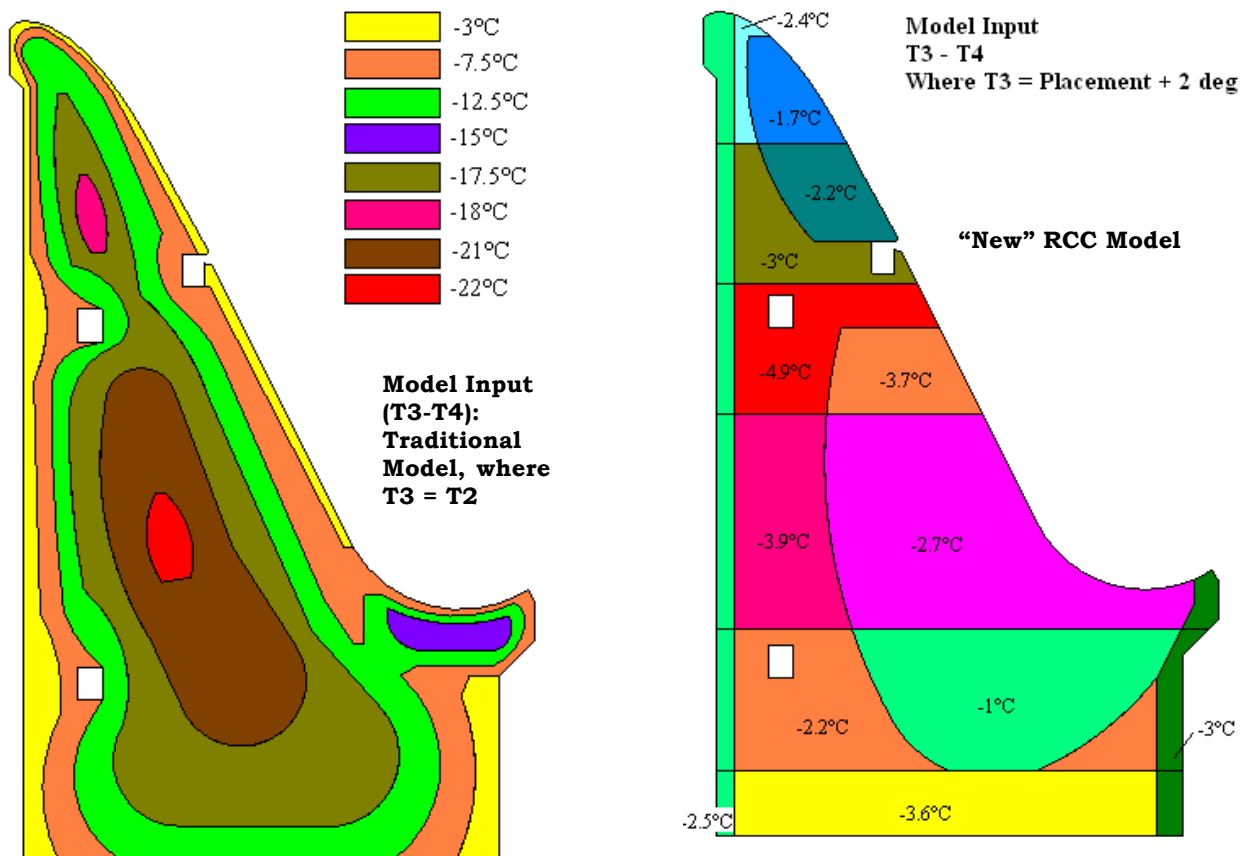 -3°C
-7.5°C
-12.5°C
-15°C
-17.5°C
-18°C
-21°C
-22°C
Model Input
(T3-T4):
Traditional
Model, where
T3 = T2
-2.4°C
Model Input
T3 - T4
Where T3 = Placement + 2 deg
-1.7°C
-2.2°C
“New” RCC Model
-3°C
-4.9°C
-3.7°C
-3.9°C
-2.7°C
-1°C
-2.2°C
-3°C
-3.6°C
-2.5°C